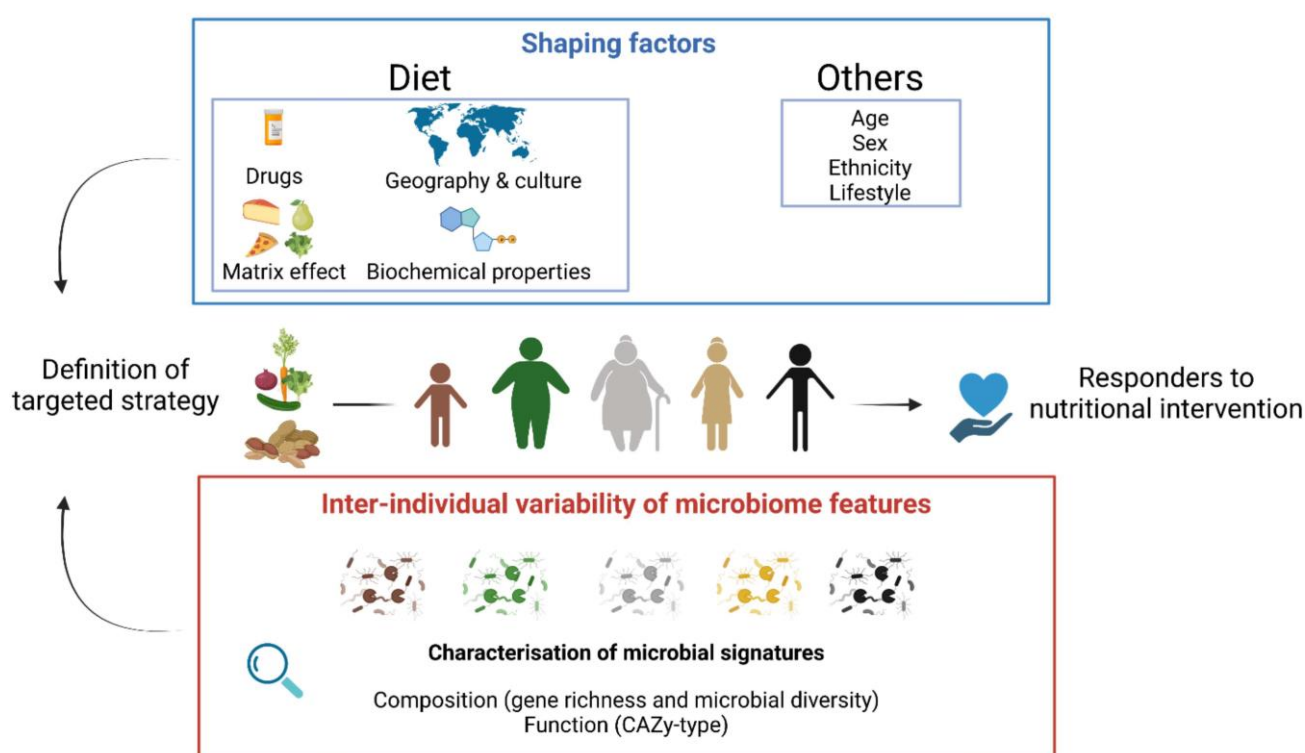 Shaping factors
Diet
Others
Drugs
Geography & culture
Matrix effect
Biochemical properties
Age
Sex
Ethnicity
Lifestyle
Definition of
targeted strategy
Responders to
nutritional intervention
Inter-individual variability of microbiome features
Characterisation of microbial signatures
Composition (gene richness and microbial diversity)
Function (CAZy-type)